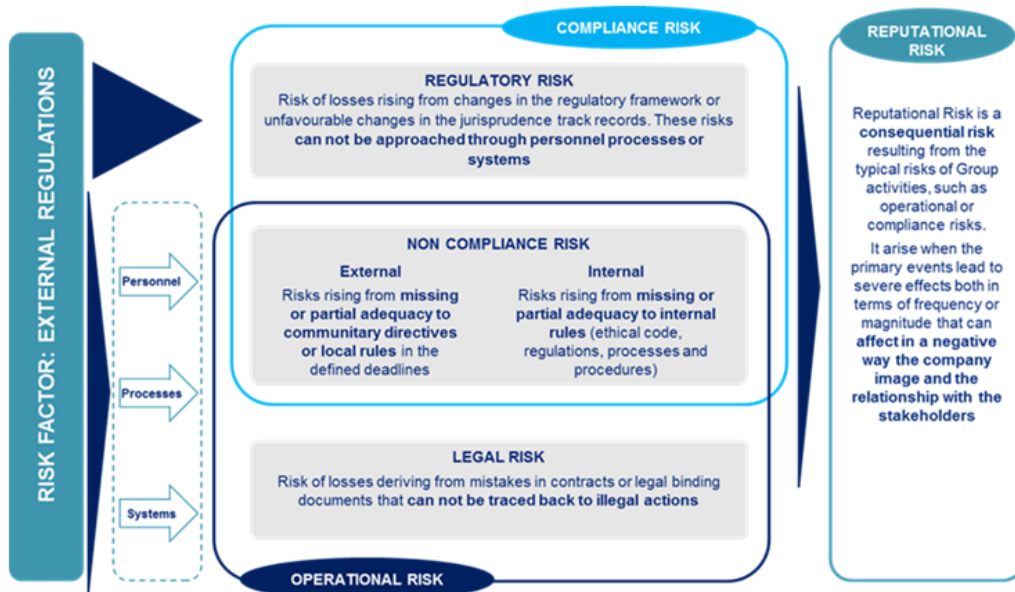 RISK FACTOR: EXTERNAL REGULATIONS
COMPLIANCE RISK
REGULATORY RISK
Risk of losses rising from changes in the regulatory framework or
unfavourable changes in the jurisprudence track records. These risks
can not be approached through personnel processes or
systems
Personnel
Processes
Systems
NON COMPLIANCE RISK
External
Risks rising from missing
or partial adequacy to
communitary directives
or local rules in the
defined deadlines
Internal
Risks rising from missing or
partial adequacy to internal
rules (ethical code,
regulations, processes and
procedures)
LEGAL RISK
Risk of losses deriving from mistakes in contracts or legal binding
documents that can not be traced back to illegal actions
OPERATIONAL RISK
REPUTATIONAL
RISK
Reputational Risk is a
consequential risk
resulting from the
typical risks of Group
activities, such as
operational or
compliance risks.
It arise when the
primary events lead to
severe effects both in
terms of frequency or
magnitude that can
affect in a negative
way the company
image and the
relationship with the
stakeholders